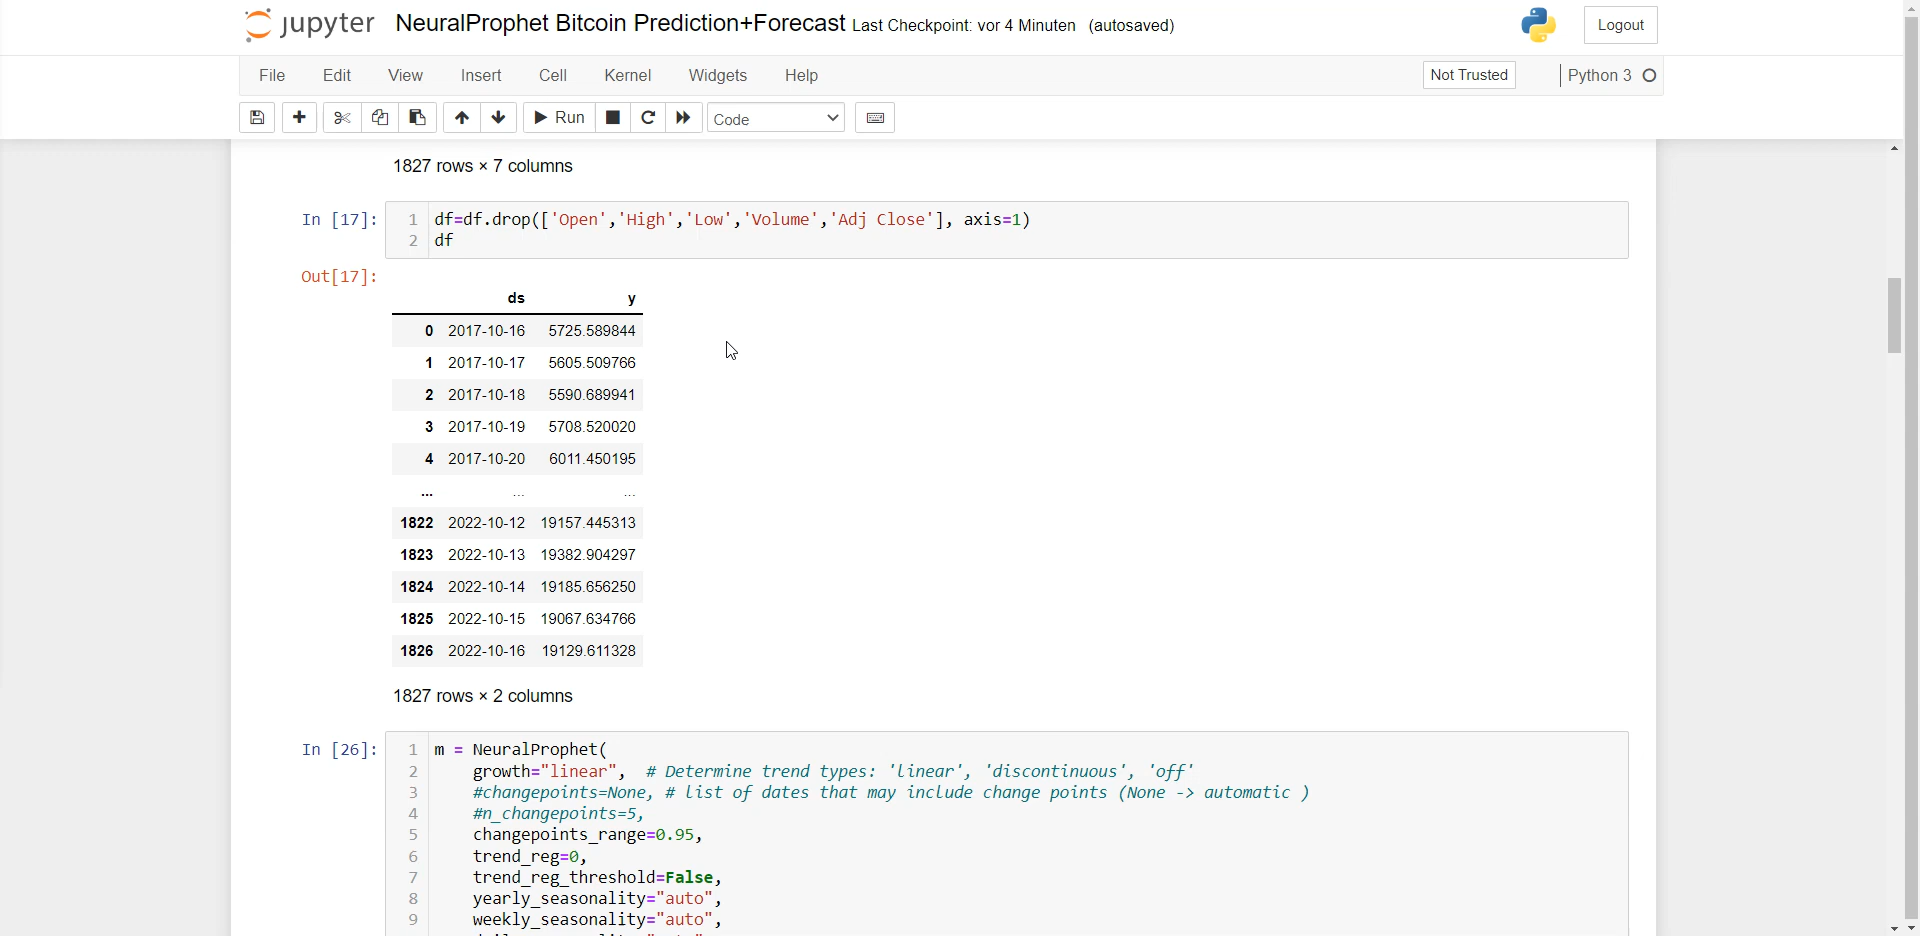 jupyter NeuralProphet Bitcoin Prediction+Forecast Last Checkpoint: vor 4 Minuten (autosaved) Logout
File Edit View Insert Cell Kernel Widgets Help Not Trusted Python 3
Run Code
1827 rows × 7 columns
In [17]: 1 df=df.drop(['Open','High','Low','Volume','Adj Close'], axis=1)
2 df
Out[17]:
ds y
0 2017-10-16 5725.589844
1 2017-10-17 5605.509766
2 2017-10-18 5590.689941
3 2017-10-19 5708.520020
4 2017-10-20 6011.450195
... ... ...
1822 2022-10-12 19157.445313
1823 2022-10-13 19382.904297
1824 2022-10-14 19185.656250
1825 2022-10-15 19067.634766
1826 2022-10-16 19129.611328
1827 rows × 2 columns
In [26]: 1 m = NeuralProphet(
2 growth="linear", # Determine trend types: 'linear', 'discontinuous', 'off'
3 #changepoints=None, # list of dates that may include change points (None -> automatic )
4 #n_changepoints=5,
5 changepoints_range=0.95,
6 trend_reg=0,
7 trend_reg_threshold=False,
8 yearly_seasonality="auto",
9 weekly_seasonality="auto",